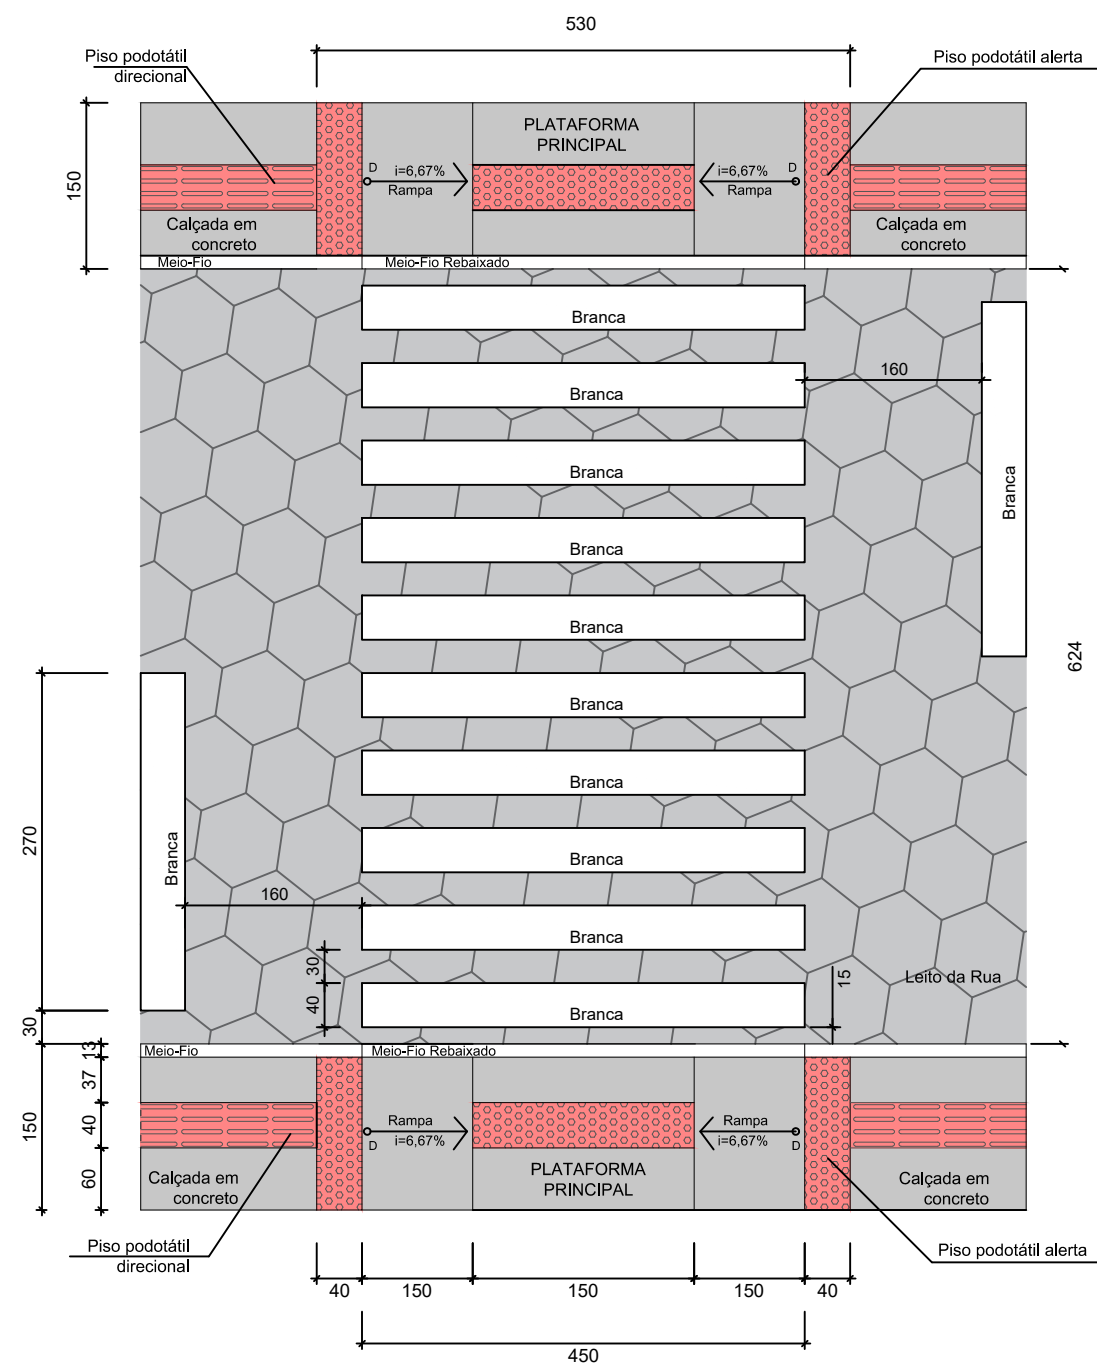 530
Piso podotátil
direcional
Piso podotátil alerta
PLATAFORMA
PRINCIPAL
D
i=6,67%
Rampa
i=6,67%
D
Rampa
150
Calçada em
concreto
Calçada em
concreto
Meio-Fio
Meio-Fio Rebaixado
Branca
160
Branca
Branca
Branca
Branca
Branca
624
Branca
270
Branca
Branca
Branca
160
Branca
30
15
Leito da Rua
40
Branca
30
13
Meio-Fio
Meio-Fio Rebaixado
37
150
40
Rampa
i=6,67%
D
Rampa
i=6,67%
D
60
Calçada em
concreto
PLATAFORMA
PRINCIPAL
Calçada em
concreto
Piso podotátil
direcional
Piso podotátil alerta
40
150
150
150
40
450